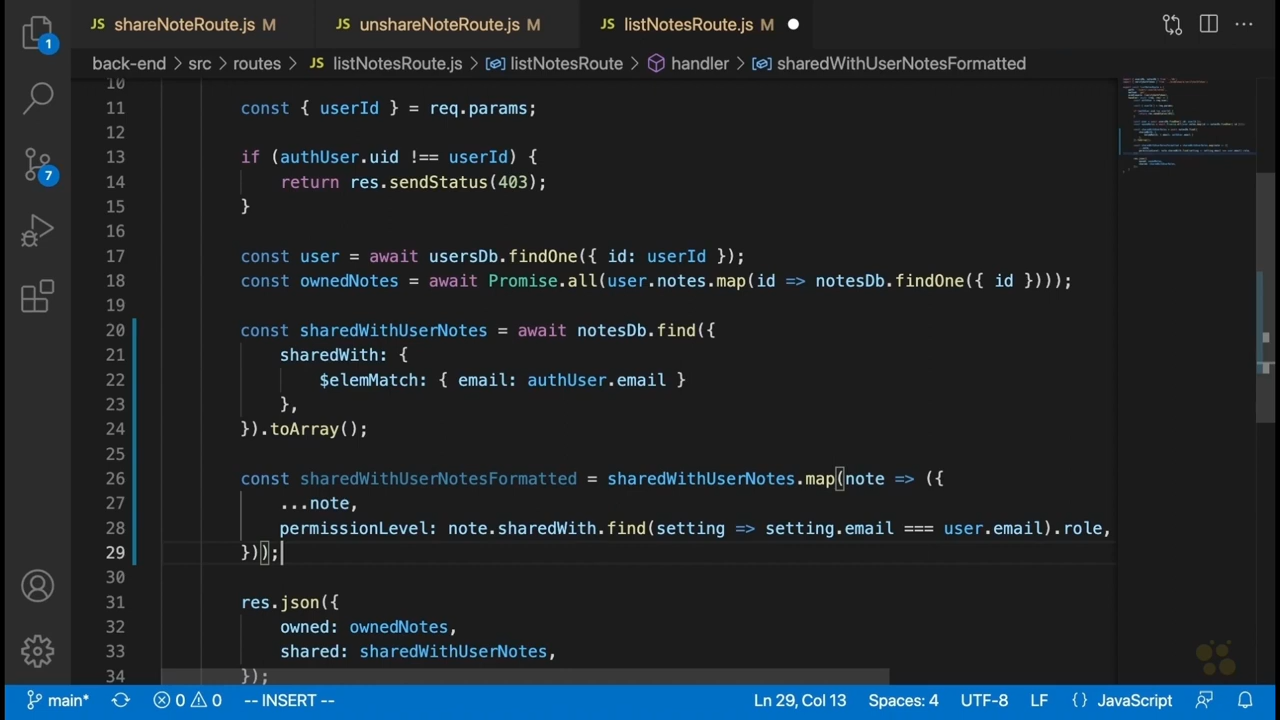 JS shareNoteRoute.js M JS unshareNoteRoute.js M JS listNotesRoute.js M
back-end > src > routes > JS listNotesRoute.js > listNotesRoute > handler > sharedWithUserNotesFormatted
10
11 const { userId } = req.params;
12
13 if (authUser.uid !== userId) {
14 return res.sendStatus(403);
15 }
16
17 const user = await usersDb.findOne({ id: userId });
18 const ownedNotes = await Promise.all(user.notes.map(id => notesDb.findOne({ id })));
19
20 const sharedWithUserNotes = await notesDb.find({
21 sharedWith: {
22 $elemMatch: { email: authUser.email }
23 },
24 }).toArray();
25
26 const sharedWithUserNotesFormatted = sharedWithUserNotes.map(note => ({
27 ...note,
28 permissionLevel: note.sharedWith.find(setting => setting.email === user.email).role,
29 }));
30
31 res.json({
32 owned: ownedNotes,
33 shared: sharedWithUserNotes,
34 });
1
7
main* 0 0 -- INSERT -- Ln 29, Col 13 Spaces: 4 UTF-8 LF {} JavaScript